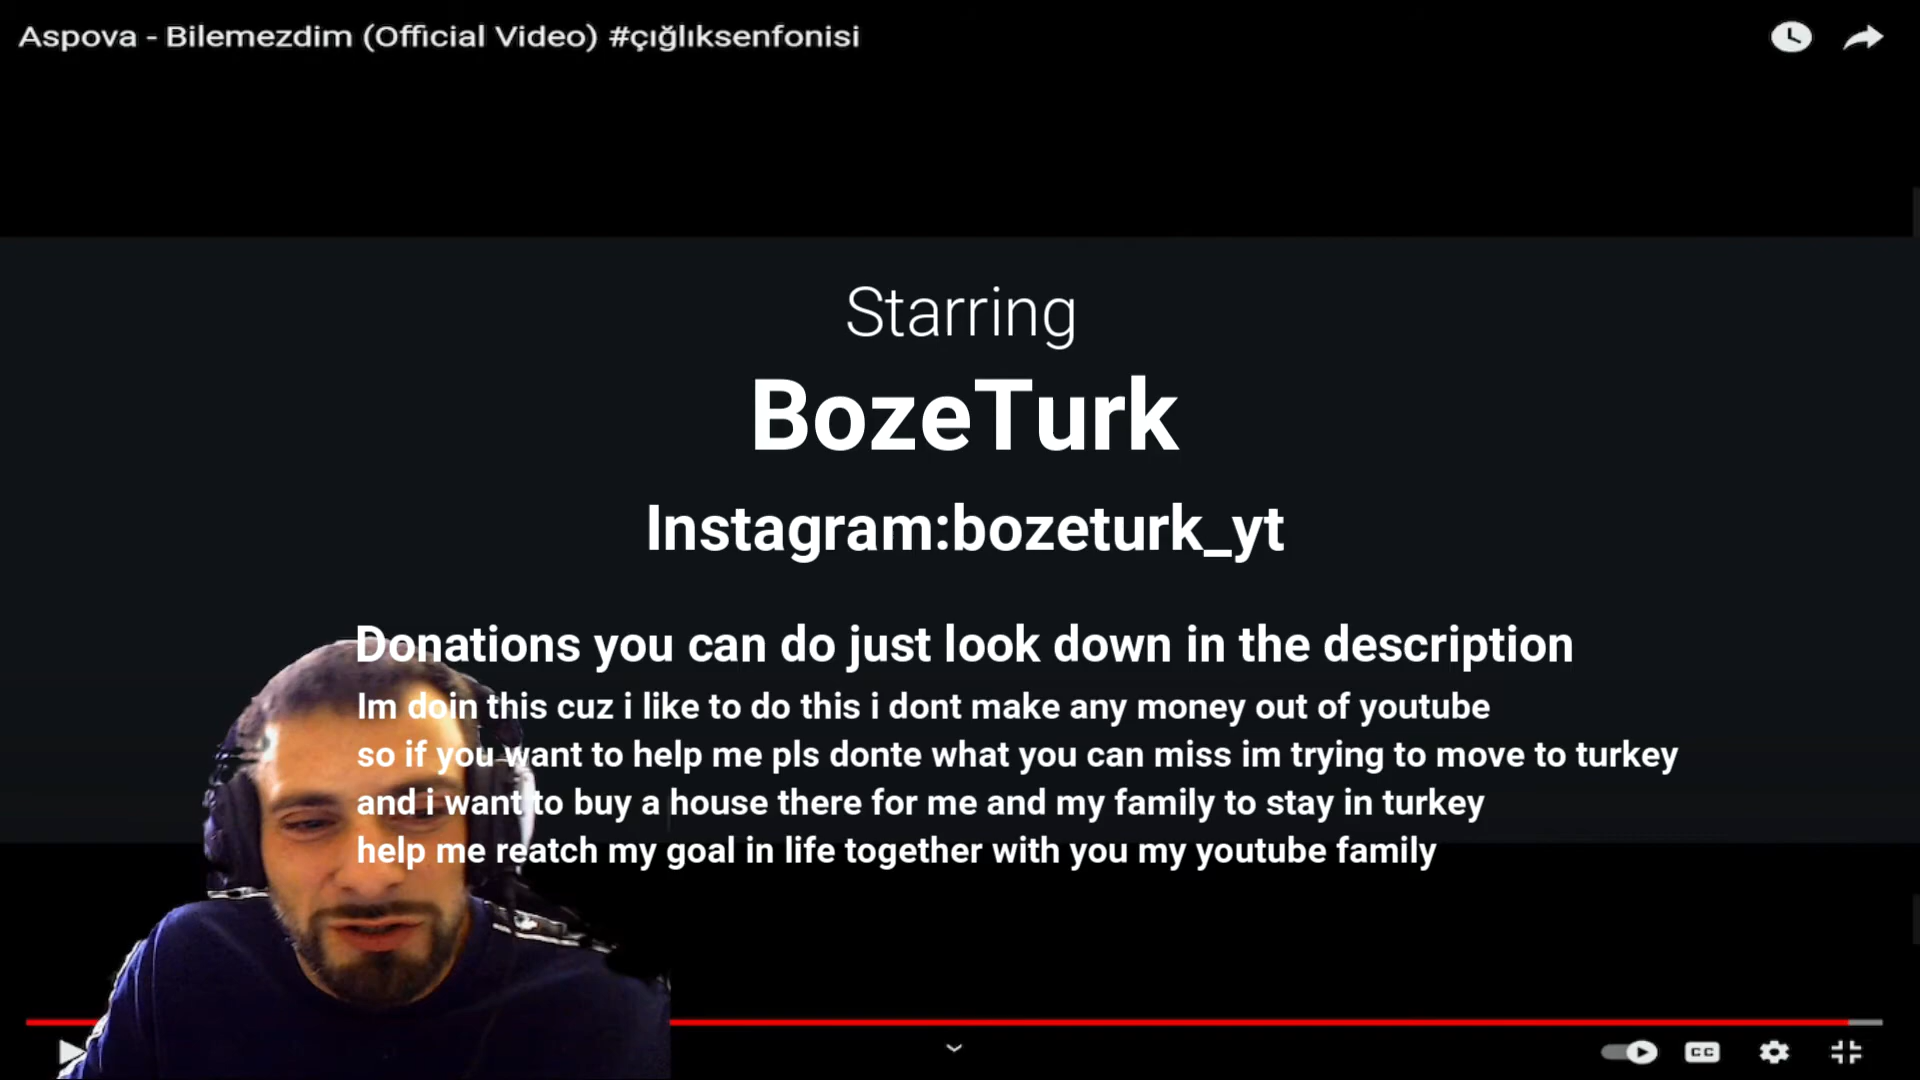 Aspova - Bilemezdim (Official Video) #çığlıksenfonisi
Starring
BozeTurk
Instagram:bozeturk_yt
Donations you can do just look down in the description
Im doin this cuz i like to do this i dont make any money out of youtube
so if you want to help me pls donte what you can miss im trying to move to turkey
and i want to buy a house there for me and my family to stay in turkey
help me reatch my goal in life together with you my youtube family
CC